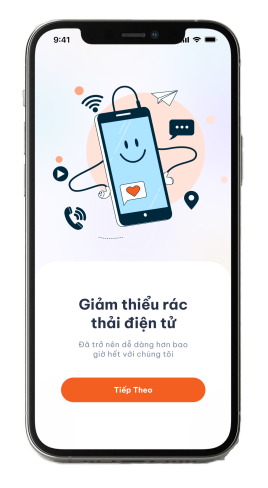 9:41
Giảm thiểu rác
thải điện tử
Đã trở nên dễ dàng hơn bao
giờ hết với chúng tôi
Tiếp Theo